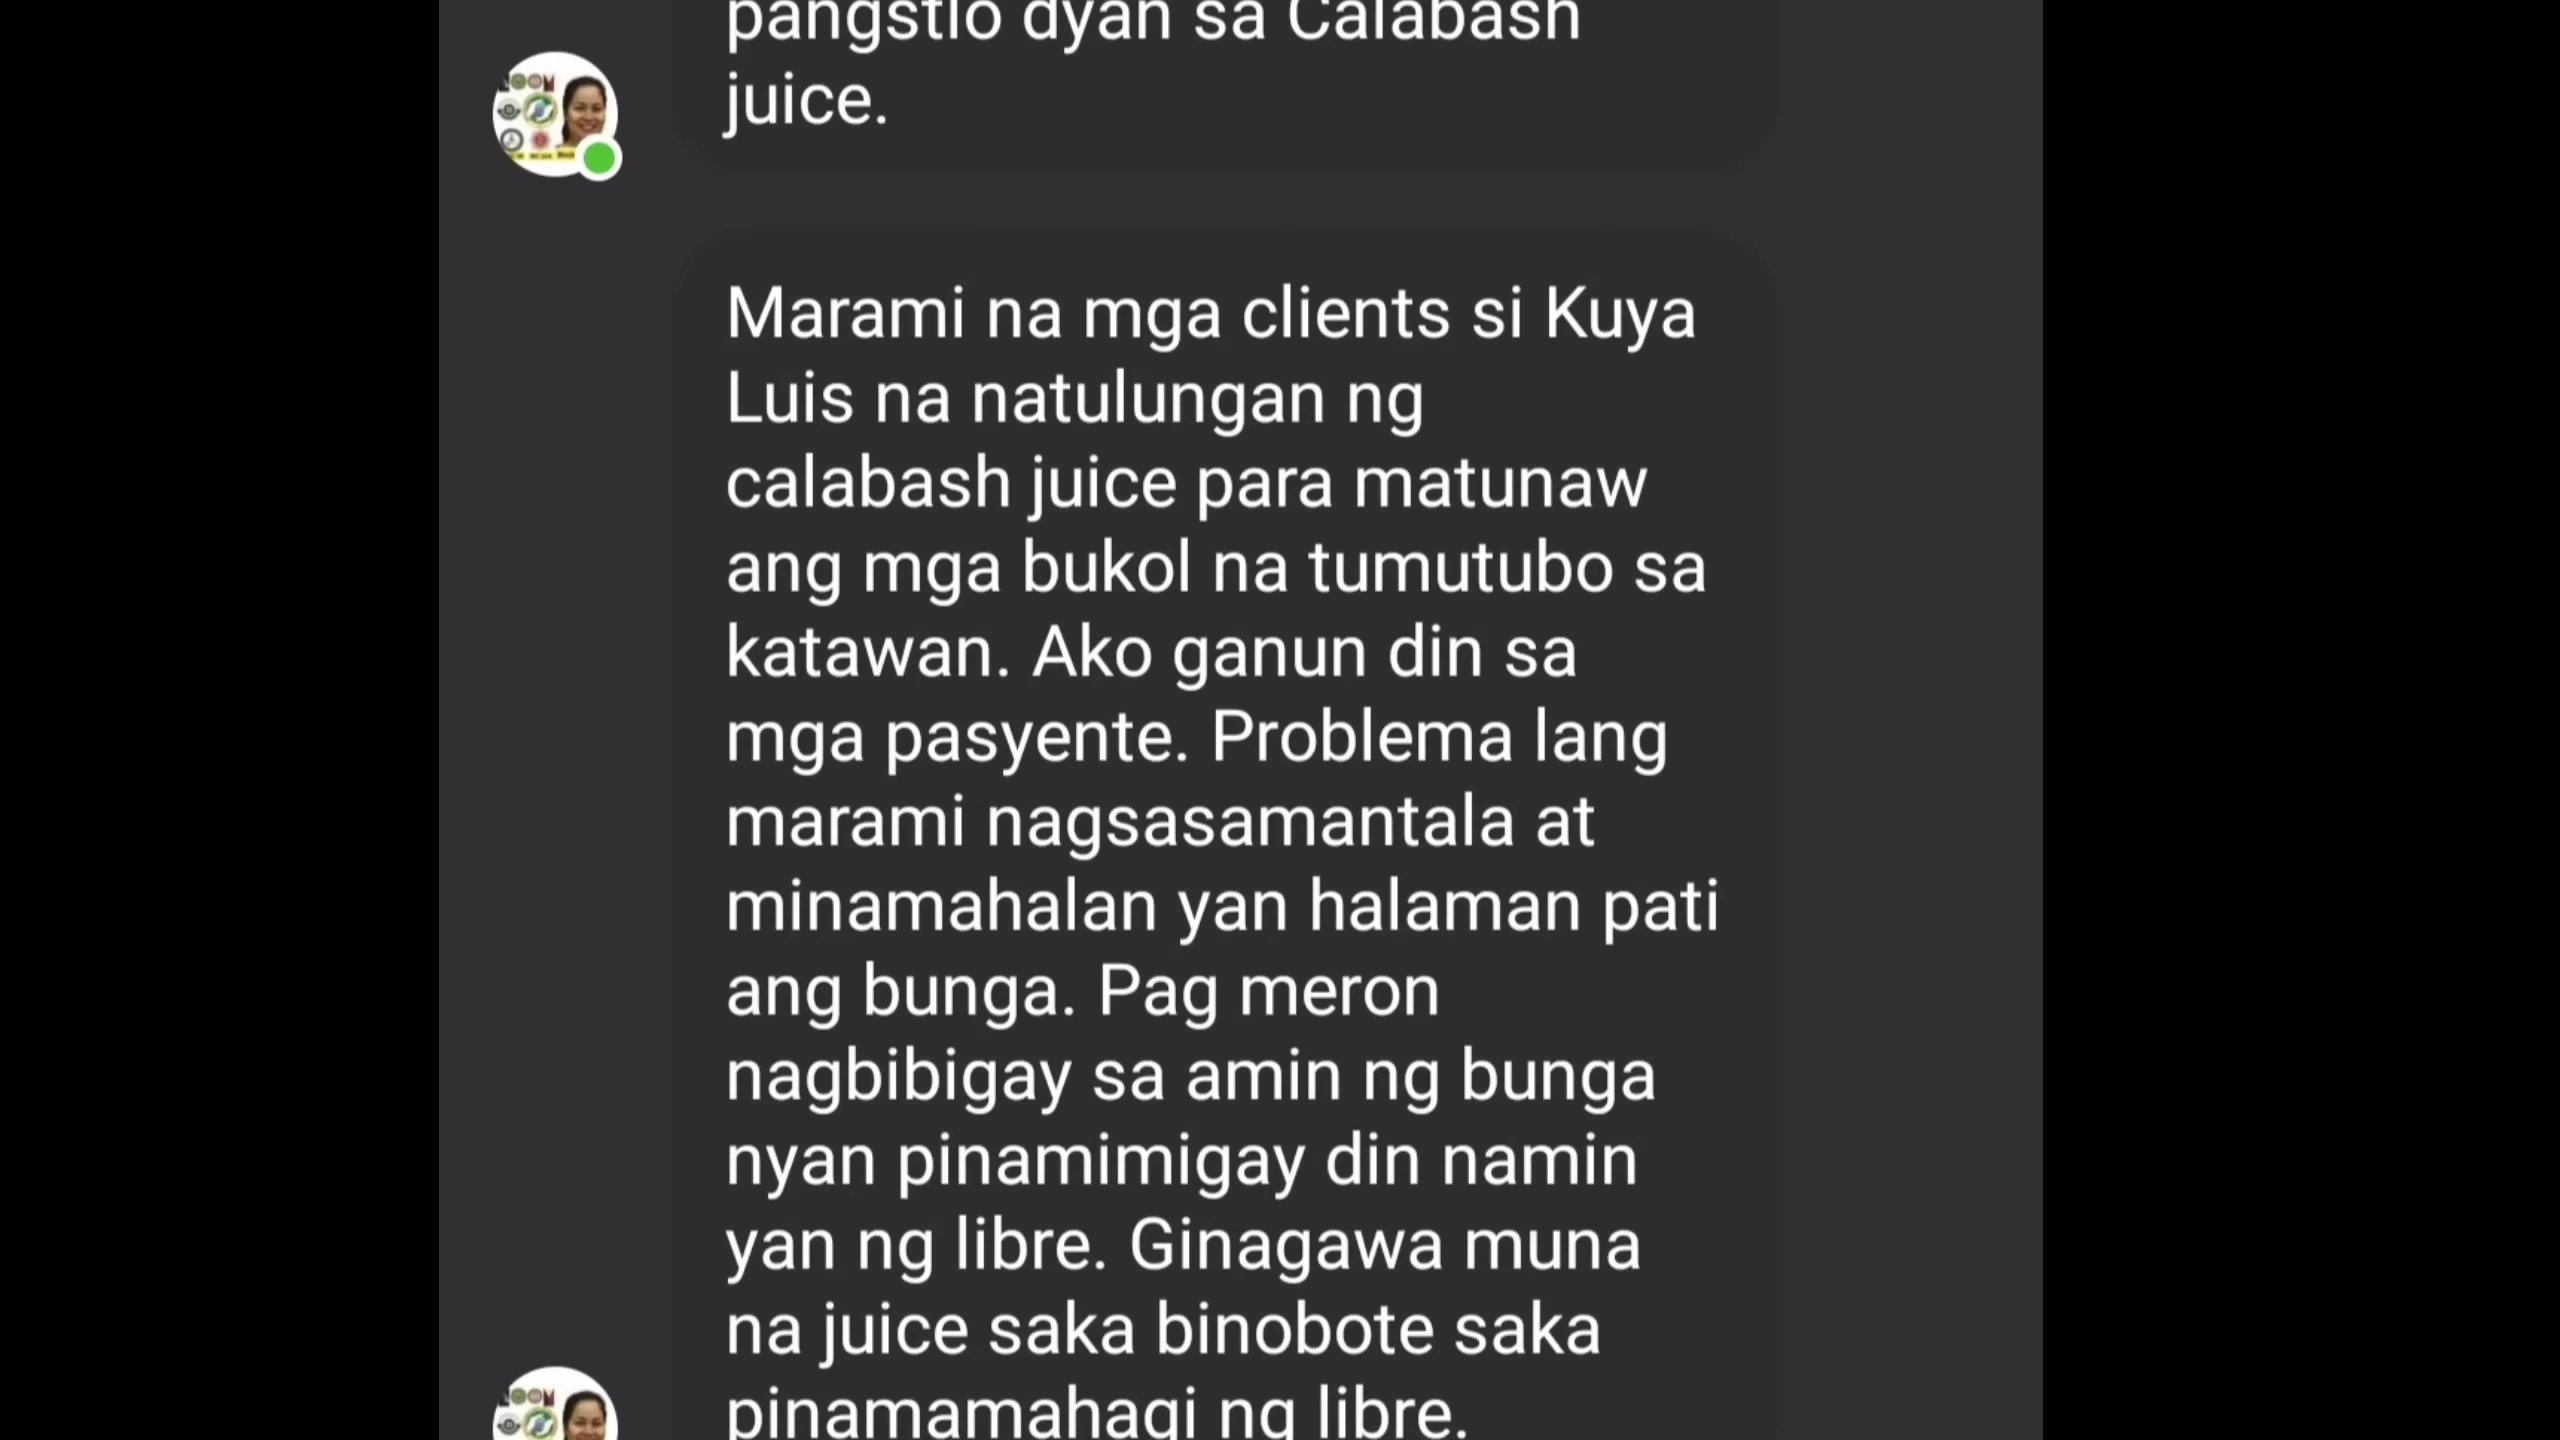 pangstlo dyan sa Calabash
juice.
Marami na mga clients si Kuya
Luis na natulungan ng
calabash juice para matunaw
ang mga bukol na tumutubo sa
katawan. Ako ganun din sa
mga pasyente. Problema lang
marami nagsasamantala at
minamahalan yan halaman pati
ang bunga. Pag meron
nagbibigay sa amin ng bunga
nyan pinamimigay din namin
yan ng libre. Ginagawa muna
na juice saka binobote saka
pinamamahagi ng libre.